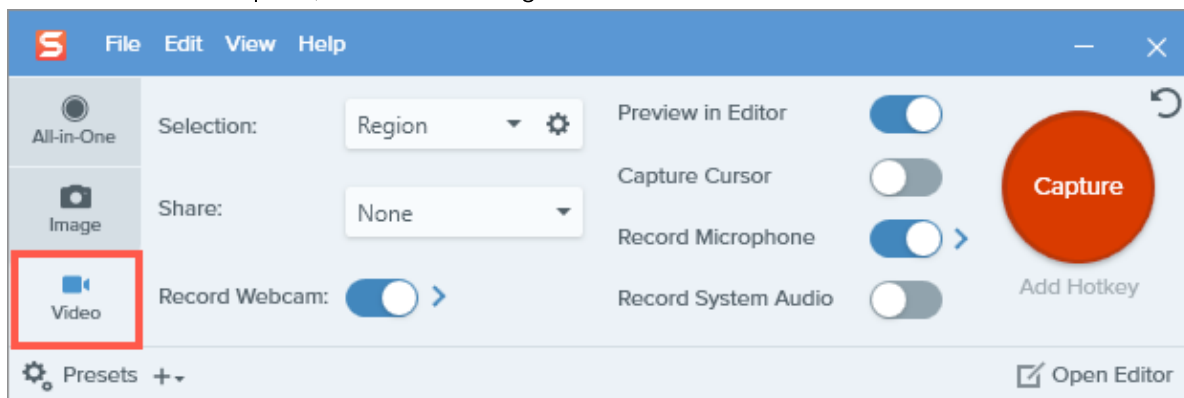 File Edit View Help
All-in-One
Image
Video
Selection: Region
Share: None
Record Webcam:
Preview in Editor
Capture Cursor
Record Microphone
Record System Audio
Capture
Add Hotkey
Presets
Open Editor